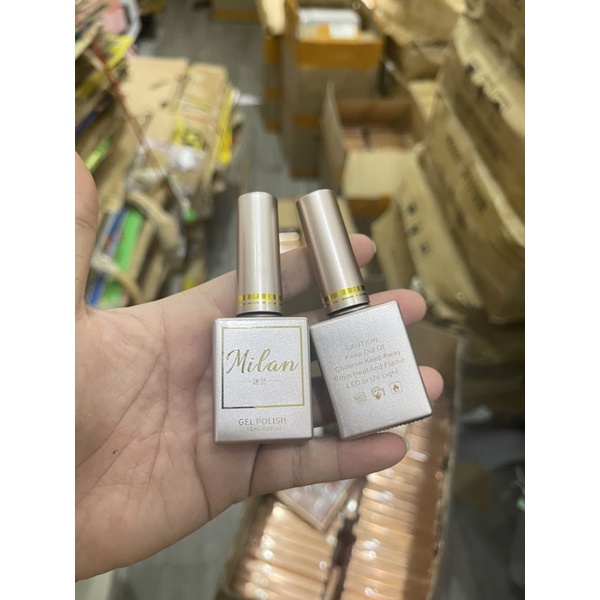 Milan
GEL POLISH
CAUTION:
Keep Out Of
Children Keep Away
From Heat And Flame
LED or UV Light